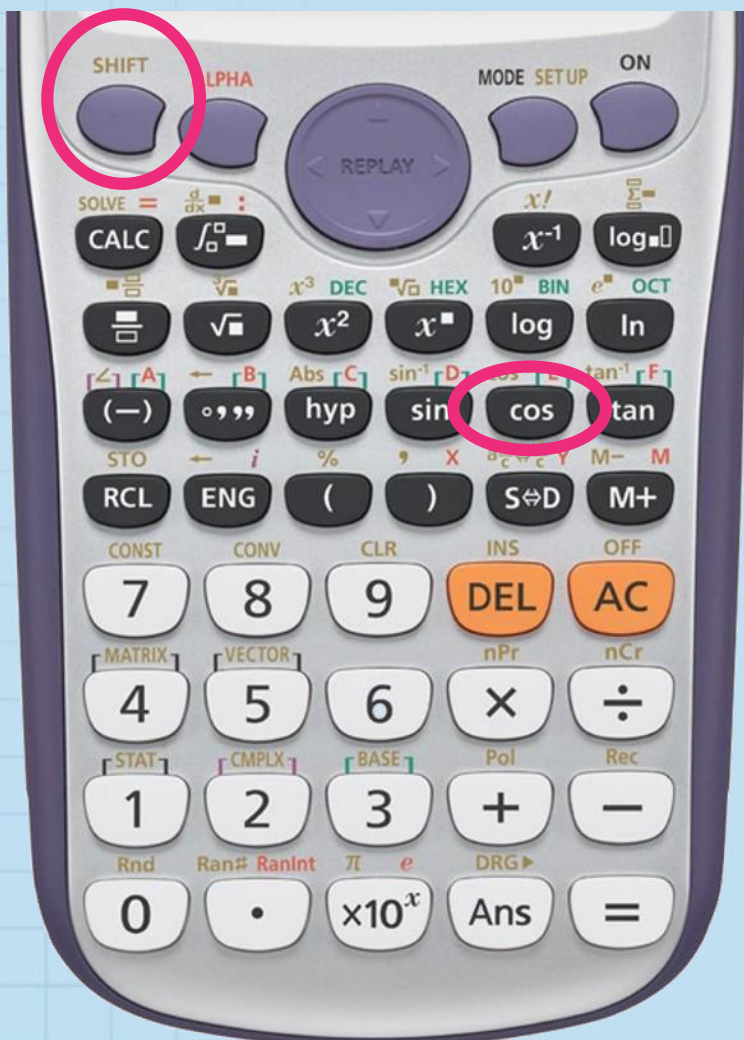 SHIFT LPHA MODE SETUP ON
REPLAY
SOLVE = d/dx ■ : x! Σ
CALC ∫ x⁻¹ log■□
³√■ x³ DEC ■√□ HEX 10■ BIN e■ OCT
√■ x² x■ log ln
∠ A ← B Abs C sin⁻¹ D tan⁻¹ F
(—) ° ’ ” hyp sin cos tan
STO ← i % , X Y M– M
RCL ENG ( ) S⇔D M+
CONST CONV CLR INS OFF
7 8 9 DEL AC
MATRIX VECTOR nPr nCr
4 5 6 × ÷
STAT CMPLX BASE Pol Rec
1 2 3 + −
Rnd Ran# RanInt π e DRG▶
0 • ×10ˣ Ans =